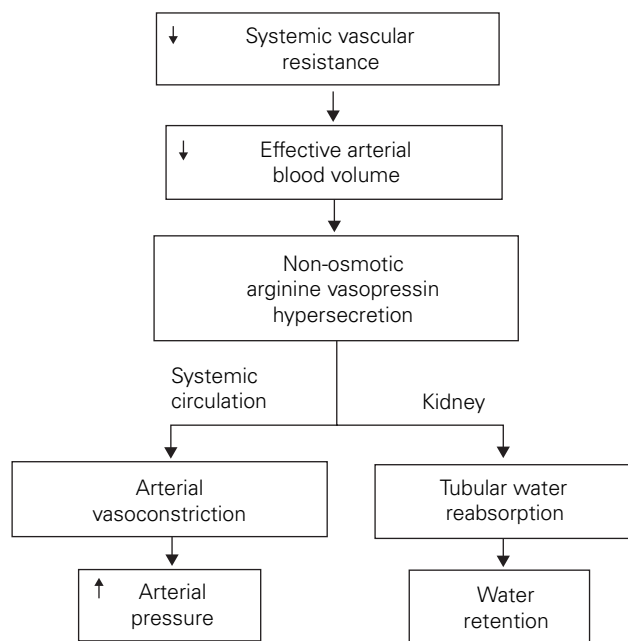 ↓ Systemic vascular
resistance
↓ Effective arterial
blood volume
Non-osmotic
arginine vasopressin
hypersecretion
Systemic
circulation
Kidney
Arterial
vasoconstriction
Tubular water
reabsorption
↑ Arterial
pressure
Water
retention